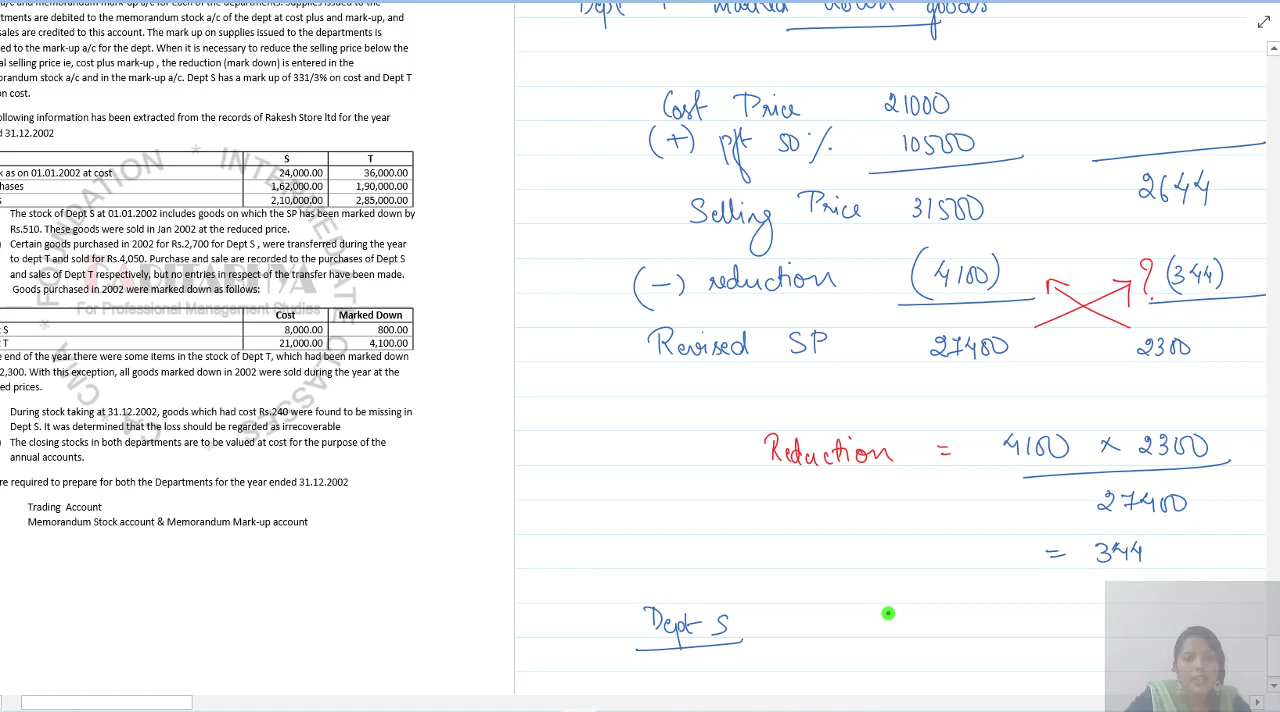 artments are debited to the memorandum stock a/c of the dept at cost plus and mark-up, and
sales are credited to this account. The mark up on supplies issued to the departments is
ed to the mark-up a/c for the dept. When it is necessary to reduce the selling price below the
al selling price ie, cost plus mark-up , the reduction (mark down) is entered in the
orandum stock a/c and in the mark-up a/c. Dept S has a mark up of 331/3% on cost and Dept T
on cost.
ollowing information has been extracted from the records of Rakesh Store ltd for the year
d 31.12.2002
S T
k as on 01.01.2002 at cost 24,000.00 36,000.00
hases 1,62,000.00 1,90,000.00
s 2,10,000.00 2,85,000.00
The stock of Dept S at 01.01.2002 includes goods on which the SP has been marked down by
Rs.510. These goods were sold in Jan 2002 at the reduced price.
Certain goods purchased in 2002 for Rs.2,700 for Dept S , were transferred during the year
to dept T and sold for Rs.4,050. Purchase and sale are recorded to the purchases of Dept S
and sales of Dept T respectively, but no entries in respect of the transfer have been made.
Goods purchased in 2002 were marked down as follows:
Cost Marked Down
t S 8,000.00 800.00
t T 21,000.00 4,100.00
e end of the year there were some items in the stock of Dept T, which had been marked down
2,300. With this exception, all goods marked down in 2002 were sold during the year at the
ed prices.
During stock taking at 31.12.2002, goods which had cost Rs.240 were found to be missing in
Dept S. It was determined that the loss should be regarded as irrecoverable
The closing stocks in both departments are to be valued at cost for the purpose of the
annual accounts.
re required to prepare for both the Departments for the year ended 31.12.2002
Trading Account
Memorandum Stock account & Memorandum Mark-up account
FOUNDATION * INTERMEDIATE
CAPITARIYA
For Professional Management Studies
CA * CMA CLASSES
Dept T marked down goods
Cost Price 21000
(+) pft 50 % 10500
2644
Selling Price 31500
(-) reduction (4100) ? (344)
Revised SP 27400 2300
Reduction = 4100 × 2300
27400
= 344
Dept S